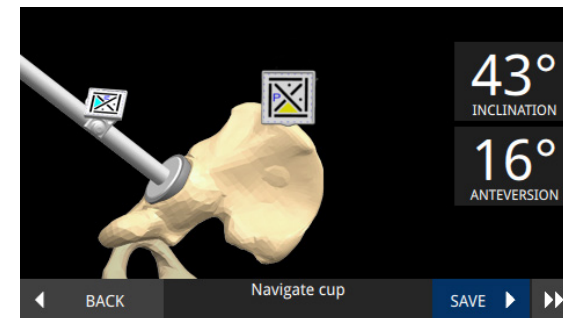 43°
INCLINATION
16°
ANTEVERSION
P
BACK
Navigate cup
SAVE